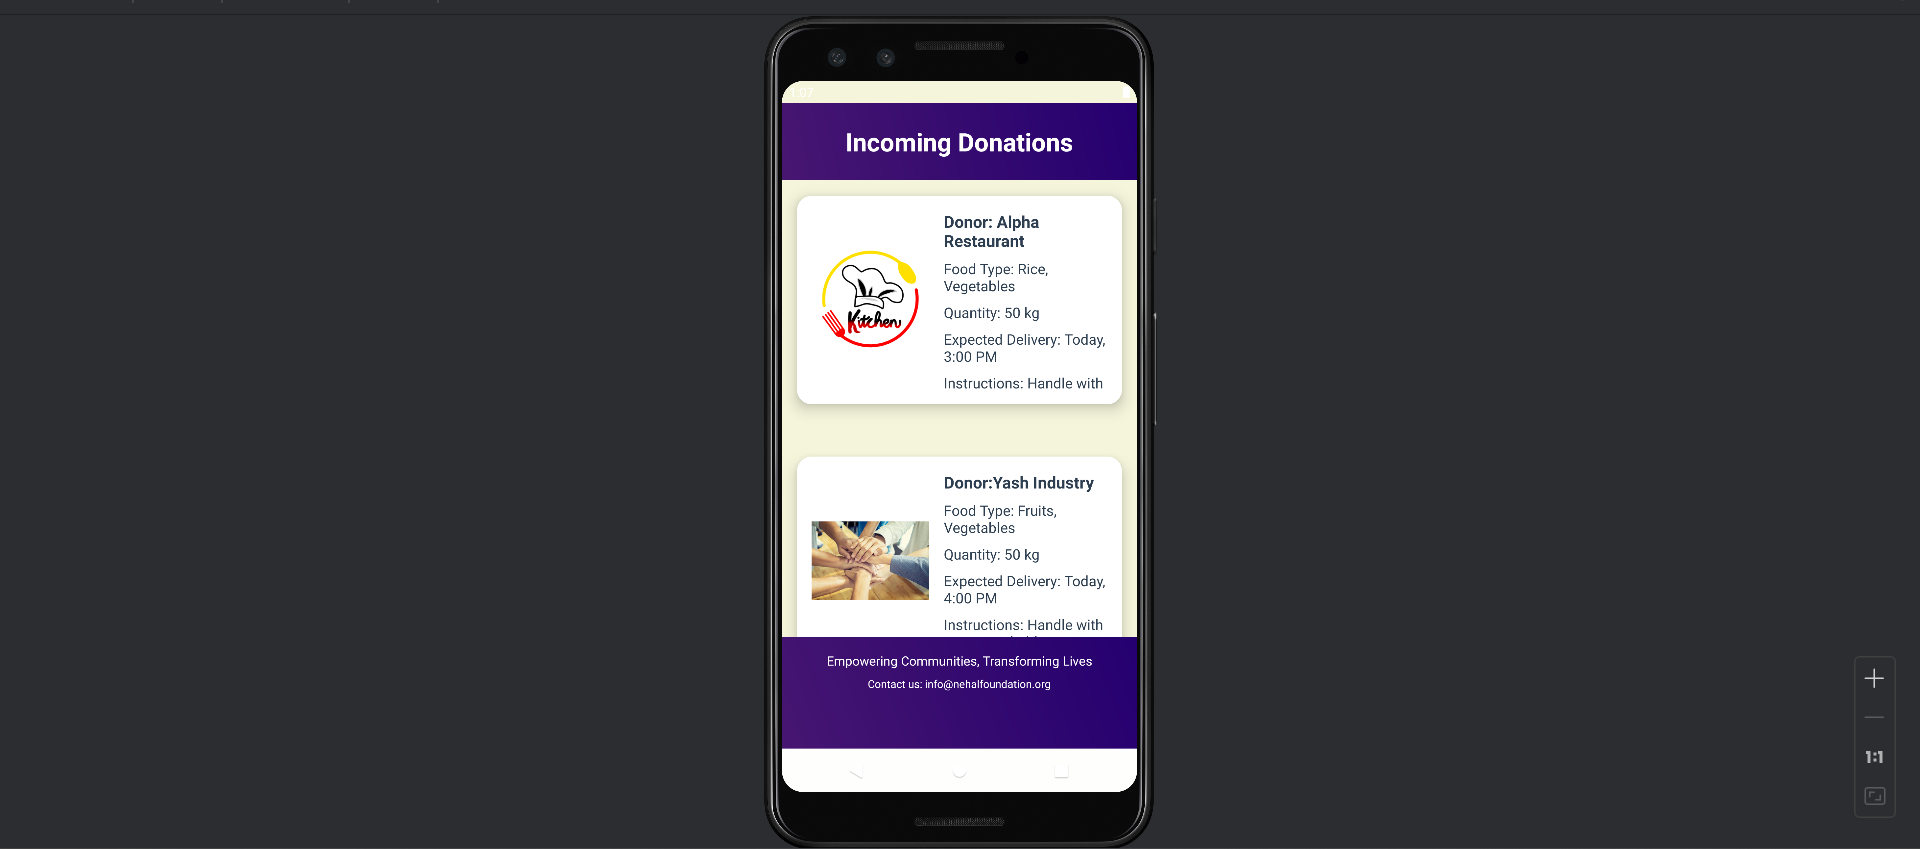 Incoming Donations
Donor: Alpha
Restaurant
Food Type: Rice,
Vegetables
Quantity: 50 kg
Expected Delivery: Today,
3:00 PM
Instructions: Handle with
Kitchen
Donor:Yash Industry
Food Type: Fruits,
Vegetables
Quantity: 50 kg
Expected Delivery: Today,
4:00 PM
Instructions: Handle with
Empowering Communities, Transforming Lives
Contact us: info@nehalfoundation.org
1:1